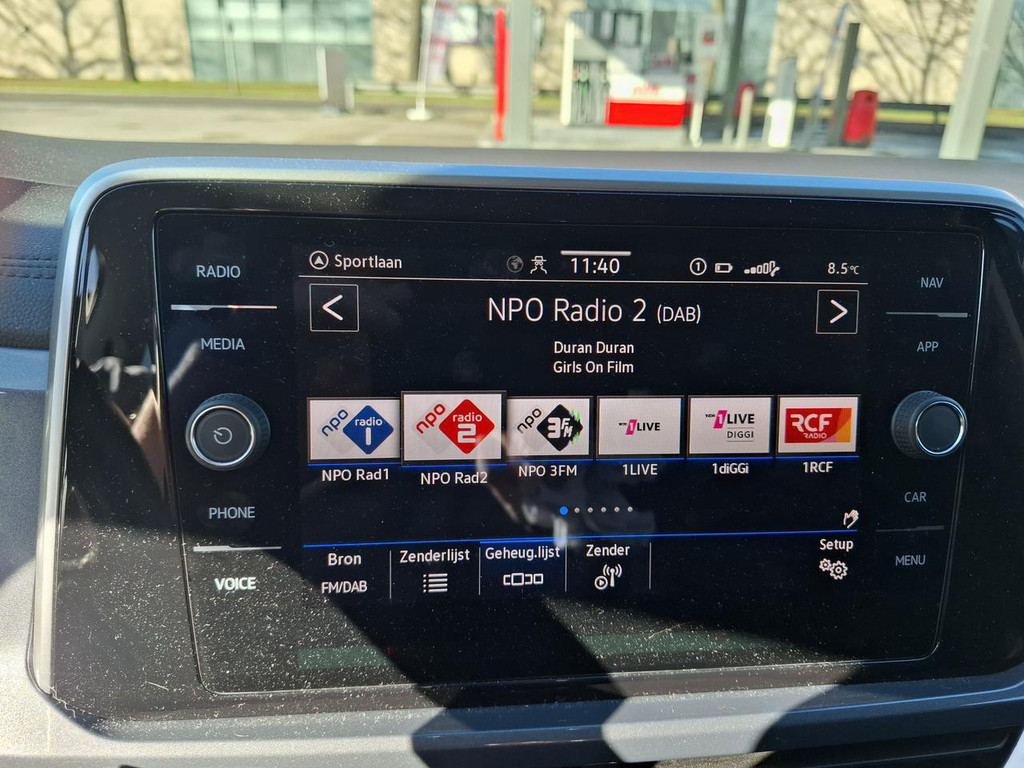 RADIO
MEDIA
PHONE
VOICE
Sportlaan
11:40
1
8.5°C
<
NPO Radio 2 (DAB)
>
Duran Duran
Girls On Film
npo radio 1
npo radio 2
npo 3FM
1LIVE
1LIVE
DIGGI
RCF
RADIO
NPO Rad1
NPO Rad2
NPO 3FM
1LIVE
1diGGi
1RCF
Bron
FM/DAB
Zenderlijst
Geheug.lijst
Zender
Setup
NAV
APP
CAR
MENU